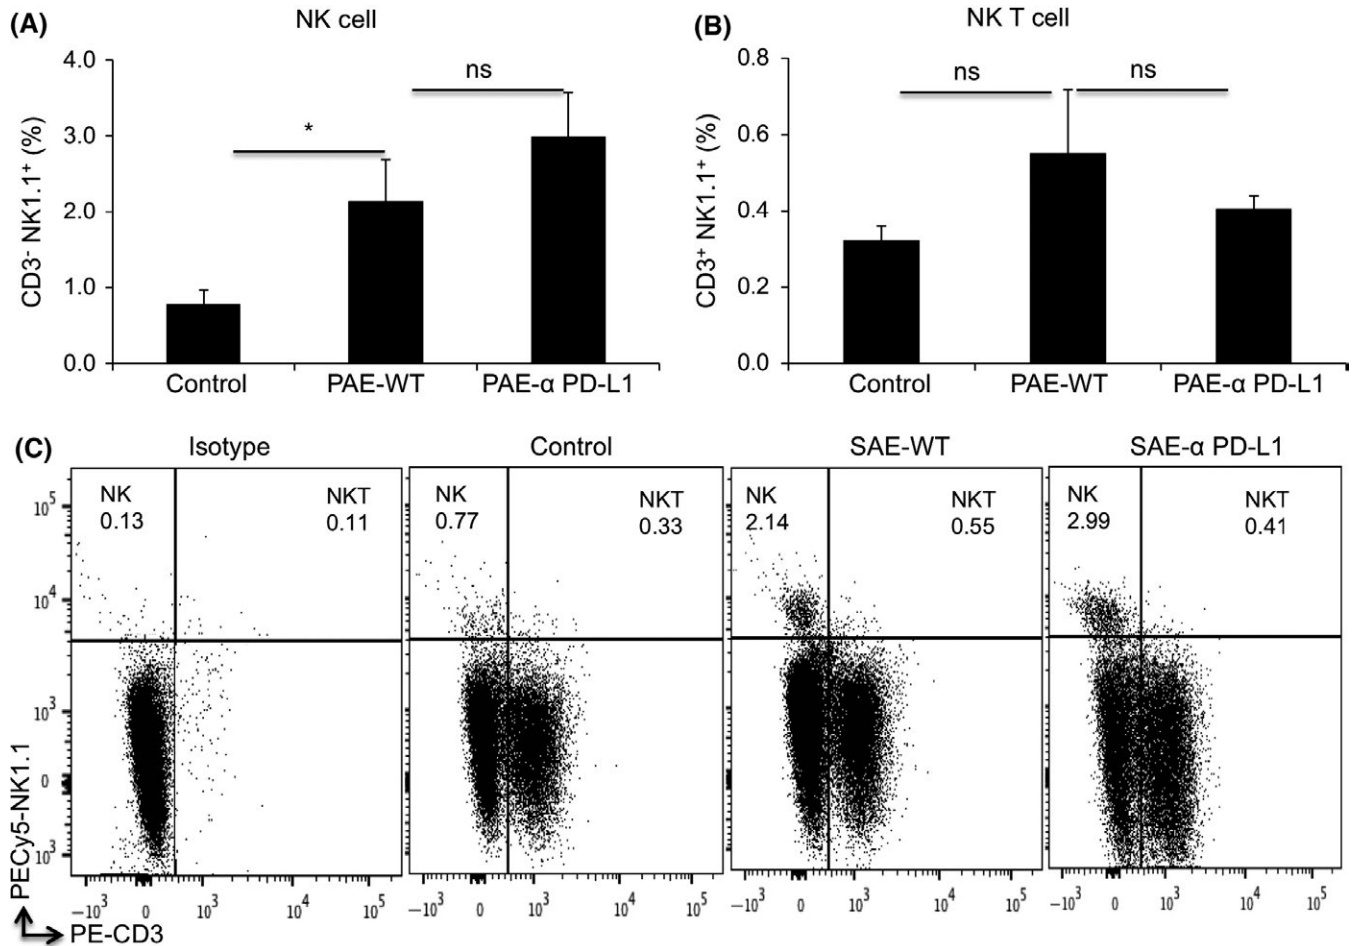 (A)
NK cell
CD3⁻ NK1.1⁺ (%)
4.0
3.0
2.0
1.0
0.0
*
ns
Control
PAE-WT
PAE-α PD-L1
(B)
NK T cell
CD3⁺ NK1.1⁺ (%)
0.8
0.6
0.4
0.2
0.0
ns
ns
Control
PAE-WT
PAE-α PD-L1
(C)
Isotype
Control
SAE-WT
SAE-α PD-L1
NK
0.13
NKT
0.11
NK
0.77
NKT
0.33
NK
2.14
NKT
0.55
NK
2.99
NKT
0.41
10⁵
10⁴
10³
0
10³
−10³ 0 10³ 10⁴ 10⁵
−10³ 0 10³ 10⁴ 10⁵
−10³ 0 10³ 10⁴ 10⁵
−10³ 0 10³ 10⁴ 10⁵
PECy5-NK1.1
PE-CD3